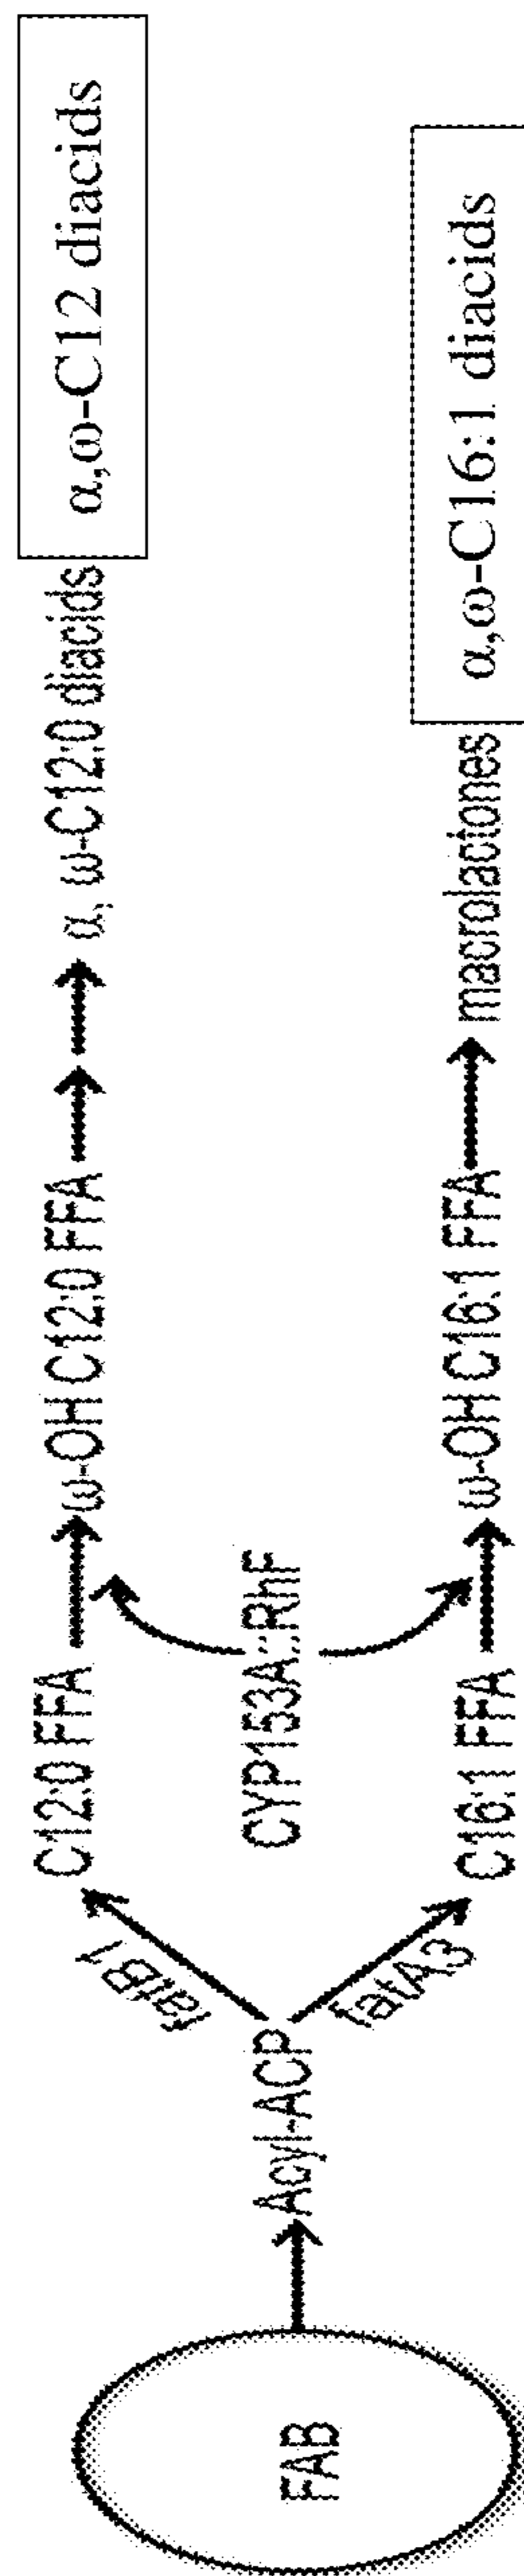 FAB
Acyl-ACP
fatB1
C12:0 FFA
ω-OH C12:0 FFA
α, ω-C12:0 diacids
α,ω-C12 diacids
CYP153A::RhF
fatA3
C16:1 FFA
ω-OH C16:1 FFA
macrolactones
α,ω-C16:1 diacids